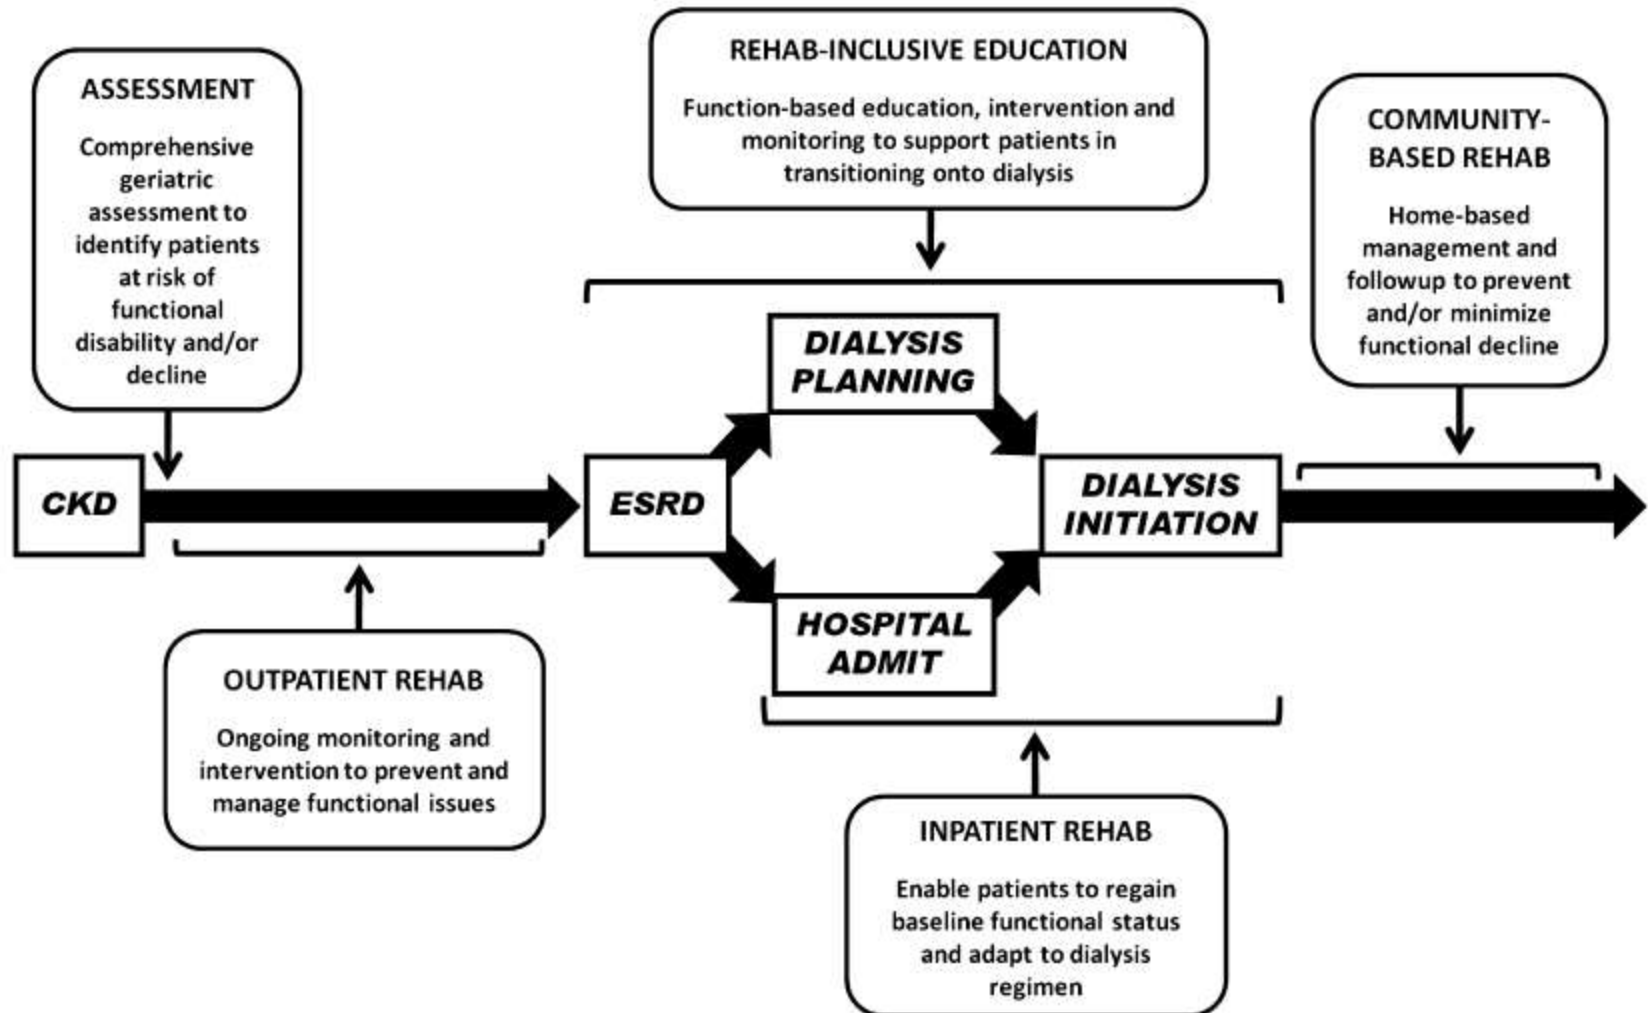 ASSESSMENT
Comprehensive
geriatric
assessment to
identify patients
at risk of
functional
disability and/or
decline
REHAB-INCLUSIVE EDUCATION
Function-based education, intervention and
monitoring to support patients in
transitioning onto dialysis
COMMUNITY-
BASED REHAB
Home-based
management and
followup to prevent
and/or minimize
functional decline
CKD
ESRD
DIALYSIS
PLANNING
HOSPITAL
ADMIT
DIALYSIS
INITIATION
OUTPATIENT REHAB
Ongoing monitoring and
intervention to prevent and
manage functional issues
INPATIENT REHAB
Enable patients to regain
baseline functional status
and adapt to dialysis
regimen